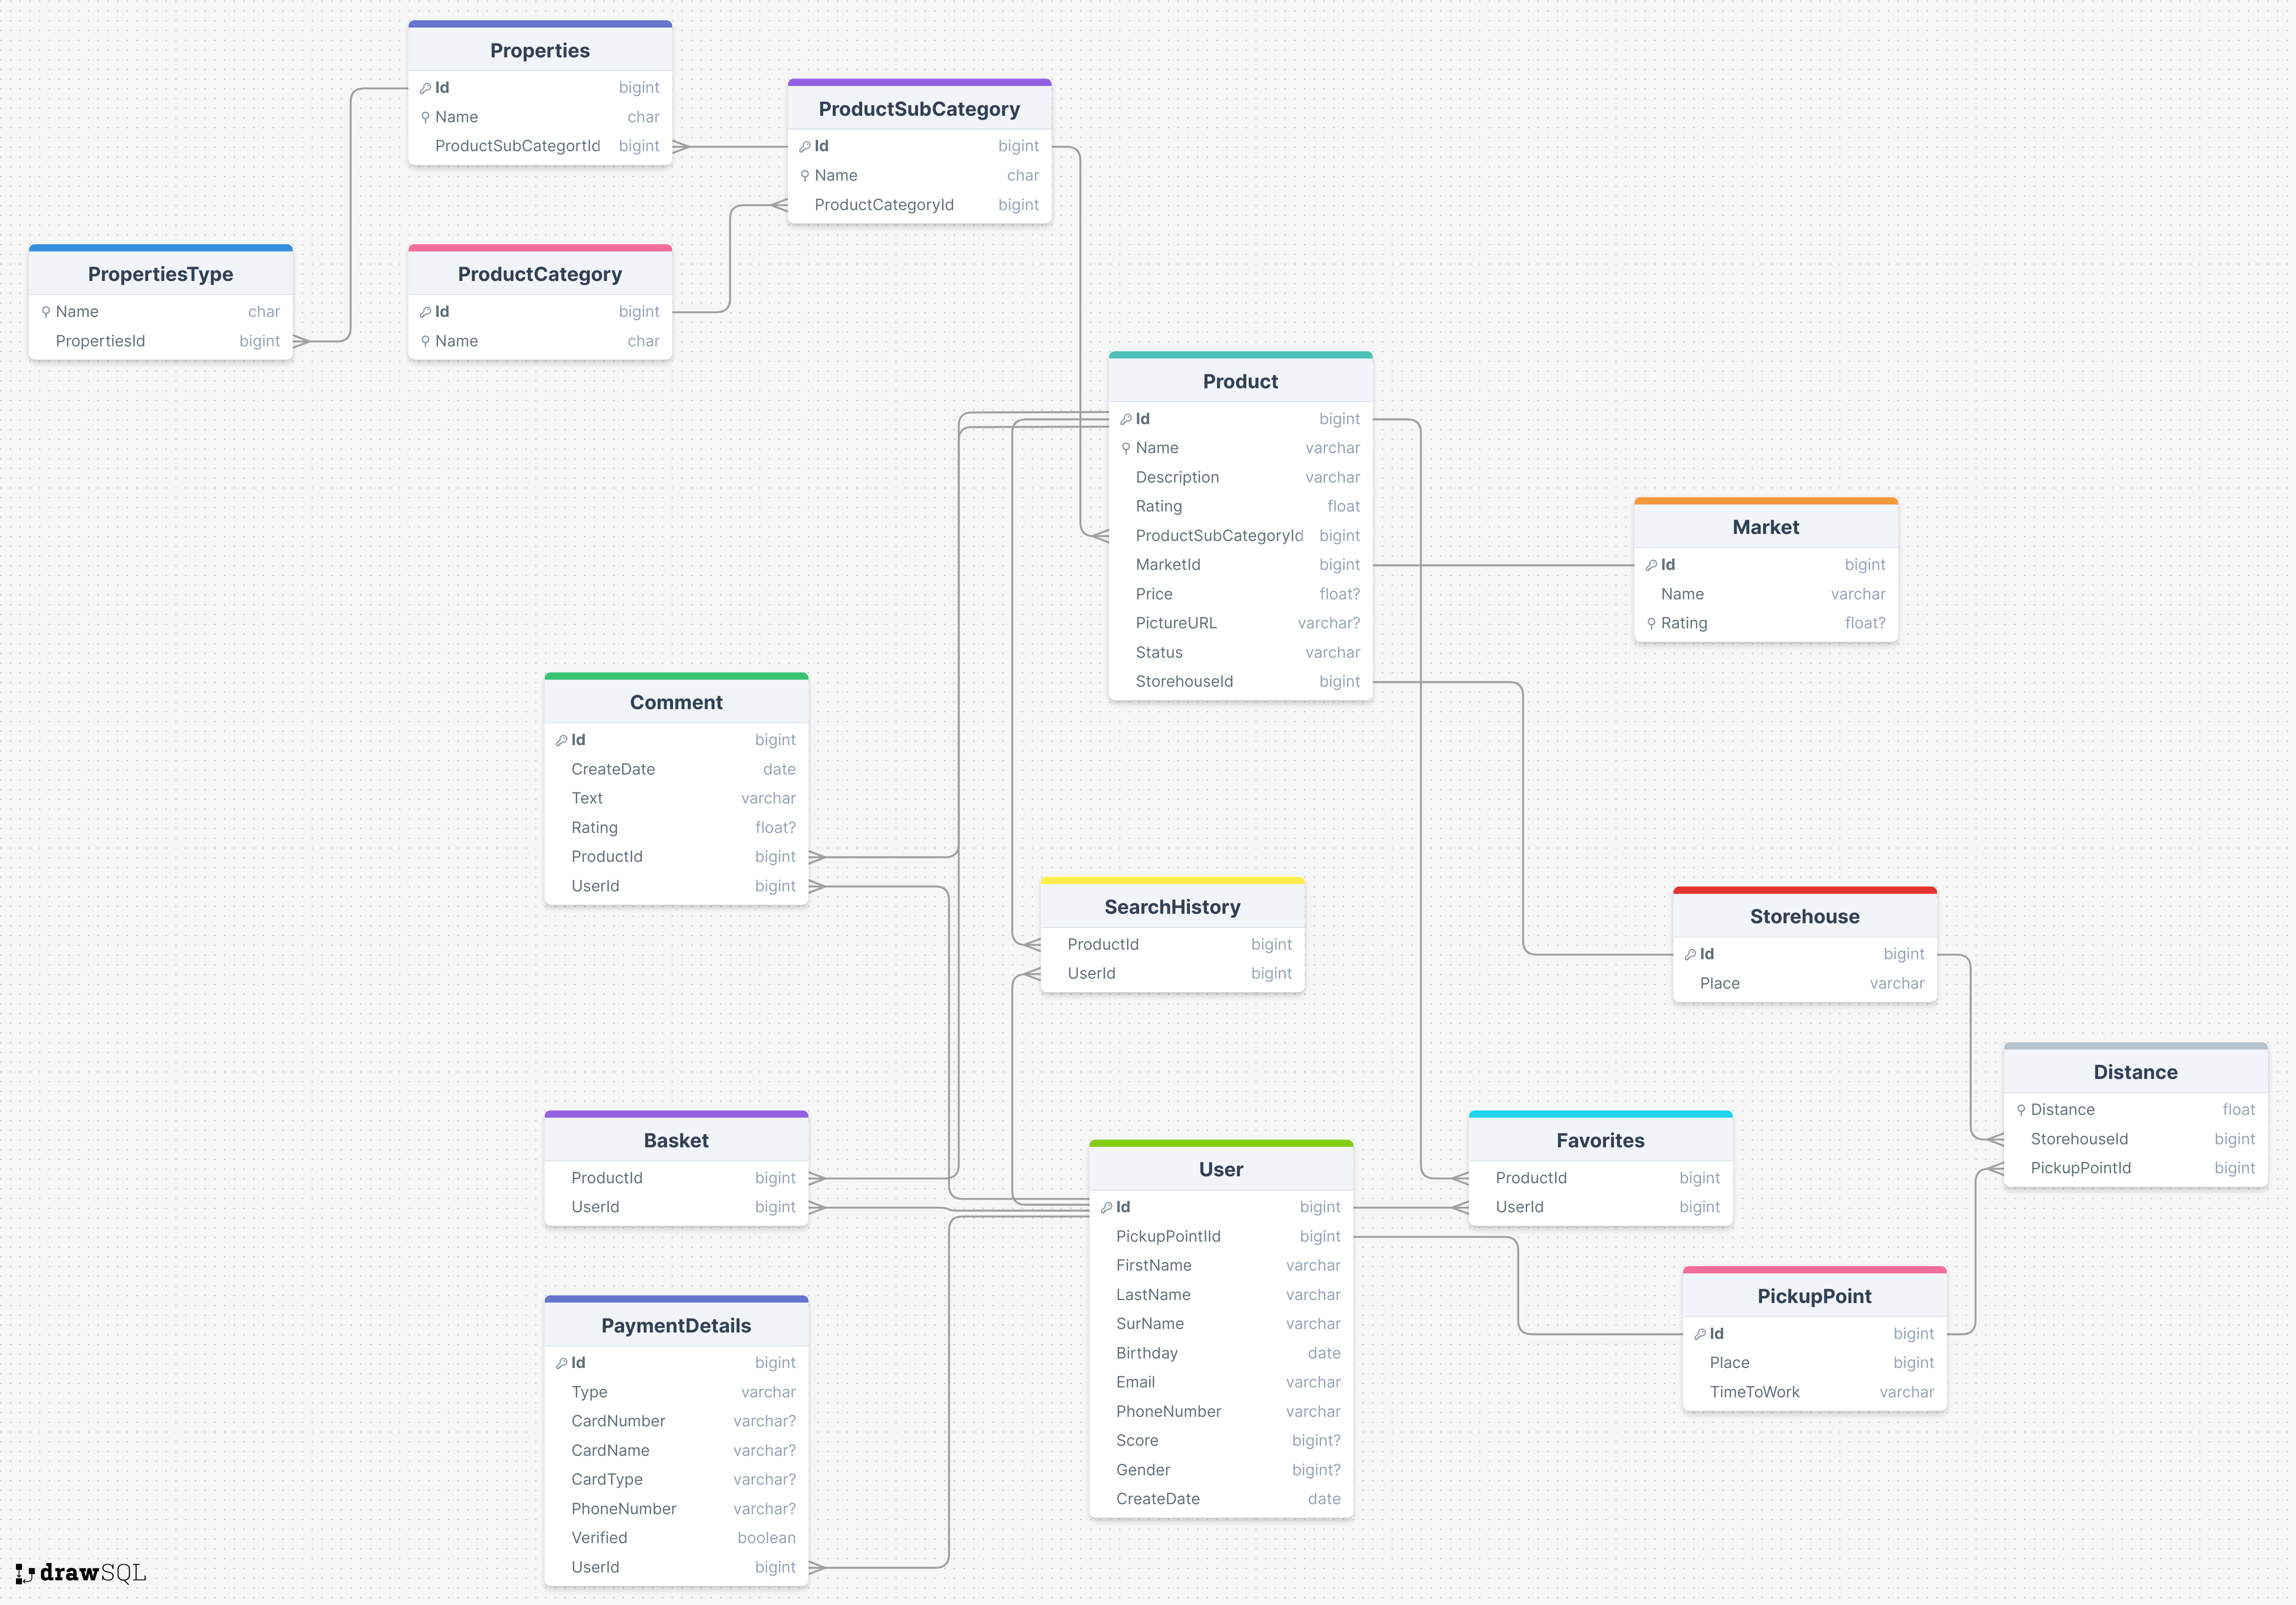 Properties
Id bigint
Name char
ProductSubCategortId bigint
ProductSubCategory
Id bigint
Name char
ProductCategoryId bigint
PropertiesType
Name char
PropertiesId bigint
ProductCategory
Id bigint
Name char
Product
Id bigint
Name varchar
Description varchar
Rating float
ProductSubCategoryId bigint
MarketId bigint
Price float?
PictureURL varchar?
Status varchar
StorehouseId bigint
Market
Id bigint
Name varchar
Rating float?
Comment
Id bigint
CreateDate date
Text varchar
Rating float?
ProductId bigint
UserId bigint
SearchHistory
ProductId bigint
UserId bigint
Storehouse
Id bigint
Place varchar
Distance
Distance float
StorehouseId bigint
PickupPointId bigint
Basket
ProductId bigint
UserId bigint
User
Id bigint
PickupPointIId bigint
FirstName varchar
LastName varchar
SurName varchar
Birthday date
Email varchar
PhoneNumber varchar
Score bigint?
Gender bigint?
CreateDate date
Favorites
ProductId bigint
UserId bigint
PickupPoint
Id bigint
Place bigint
TimeToWork varchar
PaymentDetails
Id bigint
Type varchar
CardNumber varchar?
CardName varchar?
CardType varchar?
PhoneNumber varchar?
Verified boolean
UserId bigint
drawSQL